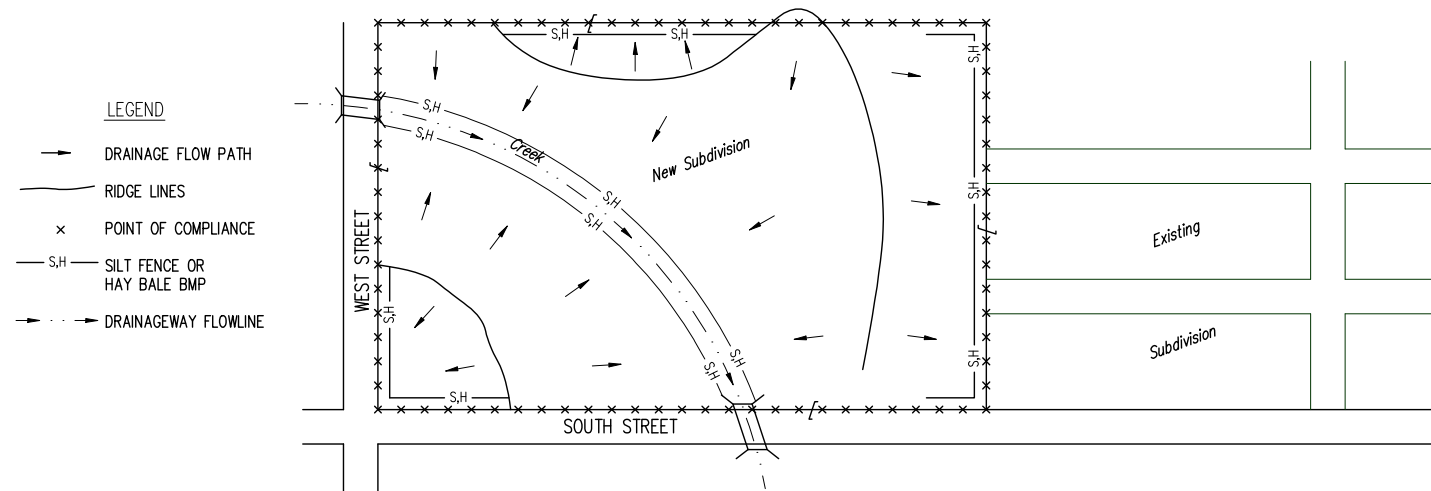 LEGEND
DRAINAGE FLOW PATH
RIDGE LINES
POINT OF COMPLIANCE
S,H
SILT FENCE OR
HAY BALE BMP
DRAINAGEWAY FLOWLINE
S,H
S,H
S,H
S,H
S,H
Creek
New Subdivision
S,H
S,H
S,H
WEST STREET
Existing
S,H
Subdivision
S,H
S,H
S,H
S,H
SOUTH STREET